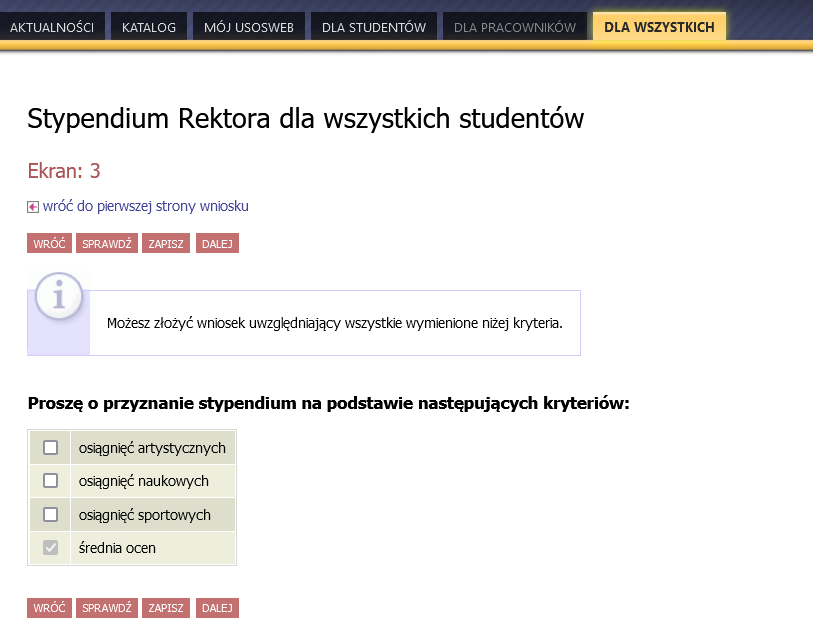 AKTUALNOŚCI KATALOG MÓJ USOSWEB DLA STUDENTÓW DLA PRACOWNIKÓW DLA WSZYSTKICH
Stypendium Rektora dla wszystkich studentów
Ekran: 3
wróć do pierwszej strony wniosku
WRÓĆ SPRAWDŹ ZAPISZ DALEJ
Możesz złożyć wniosek uwzględniający wszystkie wymienione niżej kryteria.
Proszę o przyznanie stypendium na podstawie następujących kryteriów:
osiągnięć artystycznych
osiągnięć naukowych
osiągnięć sportowych
średnia ocen
WRÓĆ SPRAWDŹ ZAPISZ DALEJ